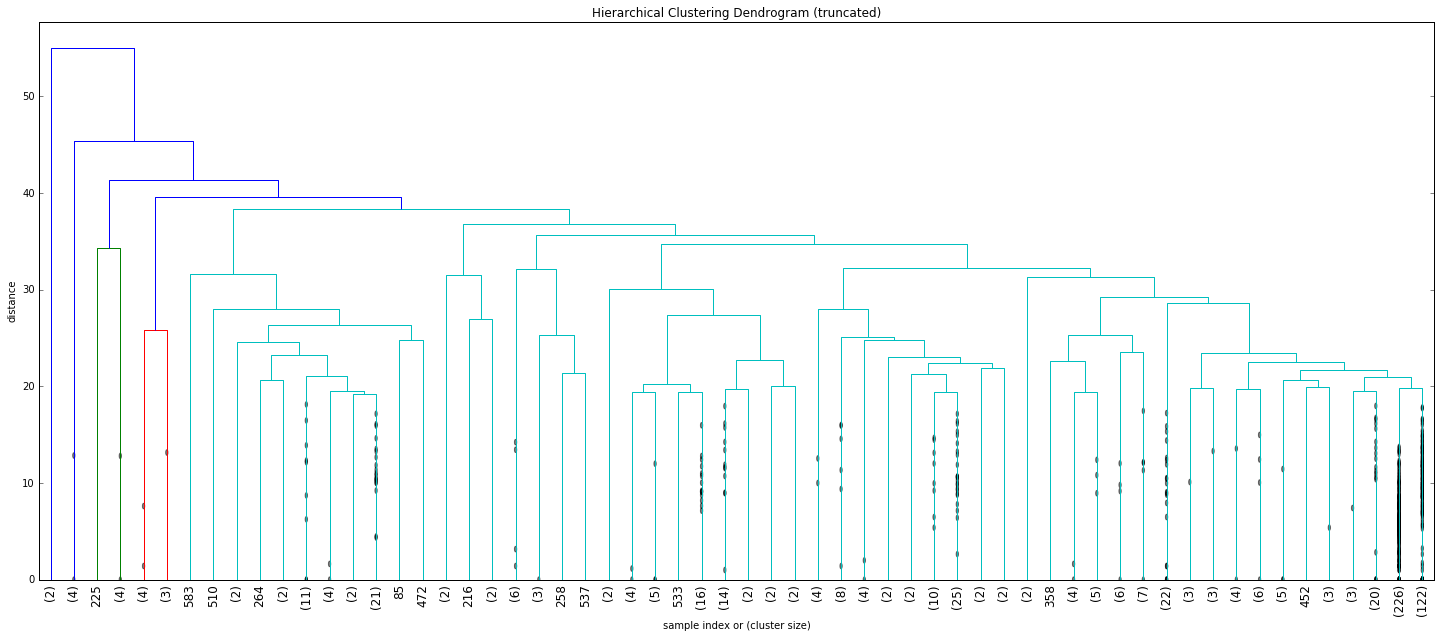 Hierarchical Clustering Dendrogram (truncated)
50
40
30
20
10
0
distance
(2) (4) 225 (4) (4) (3) 583 510 (2) 264 (2) (11) (4) (2) (21) 85 472 (2) 216 (2) (6) (3) 258 537 (2) (4) (5) 533 (16) (14) (2) (2) (2) (4) (8) (4) (2) (2) (10) (25) (2) (2) (2) 358 (4) (5) (6) (7) (22) (3) (3) (4) (6) (5) 452 (3) (3) (20) (226) (122)
sample index or (cluster size)